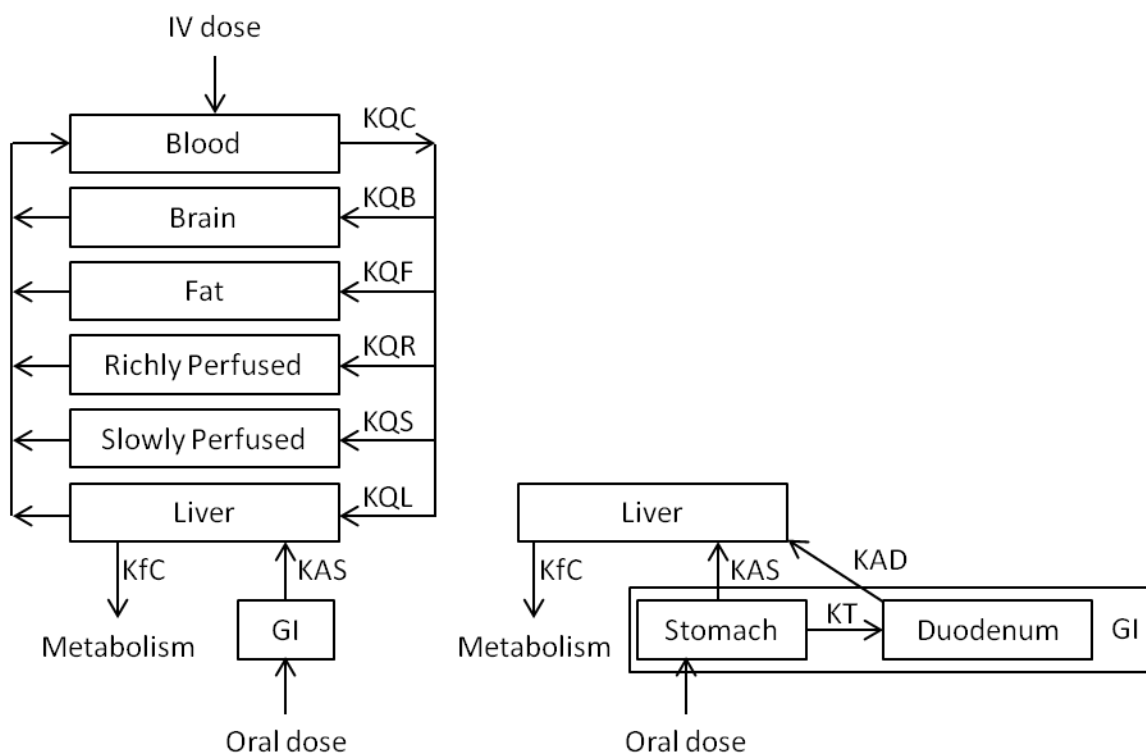 IV dose
KQC
Blood
KQB
Brain
KQF
Fat
KQR
Richly Perfused
KQS
Slowly Perfused
KQL
Liver
KfC
KAS
GI
Metabolism
Oral dose
Liver
KfC
KAS
KAD
Metabolism
Stomach
KT
Duodenum
GI
Oral dose